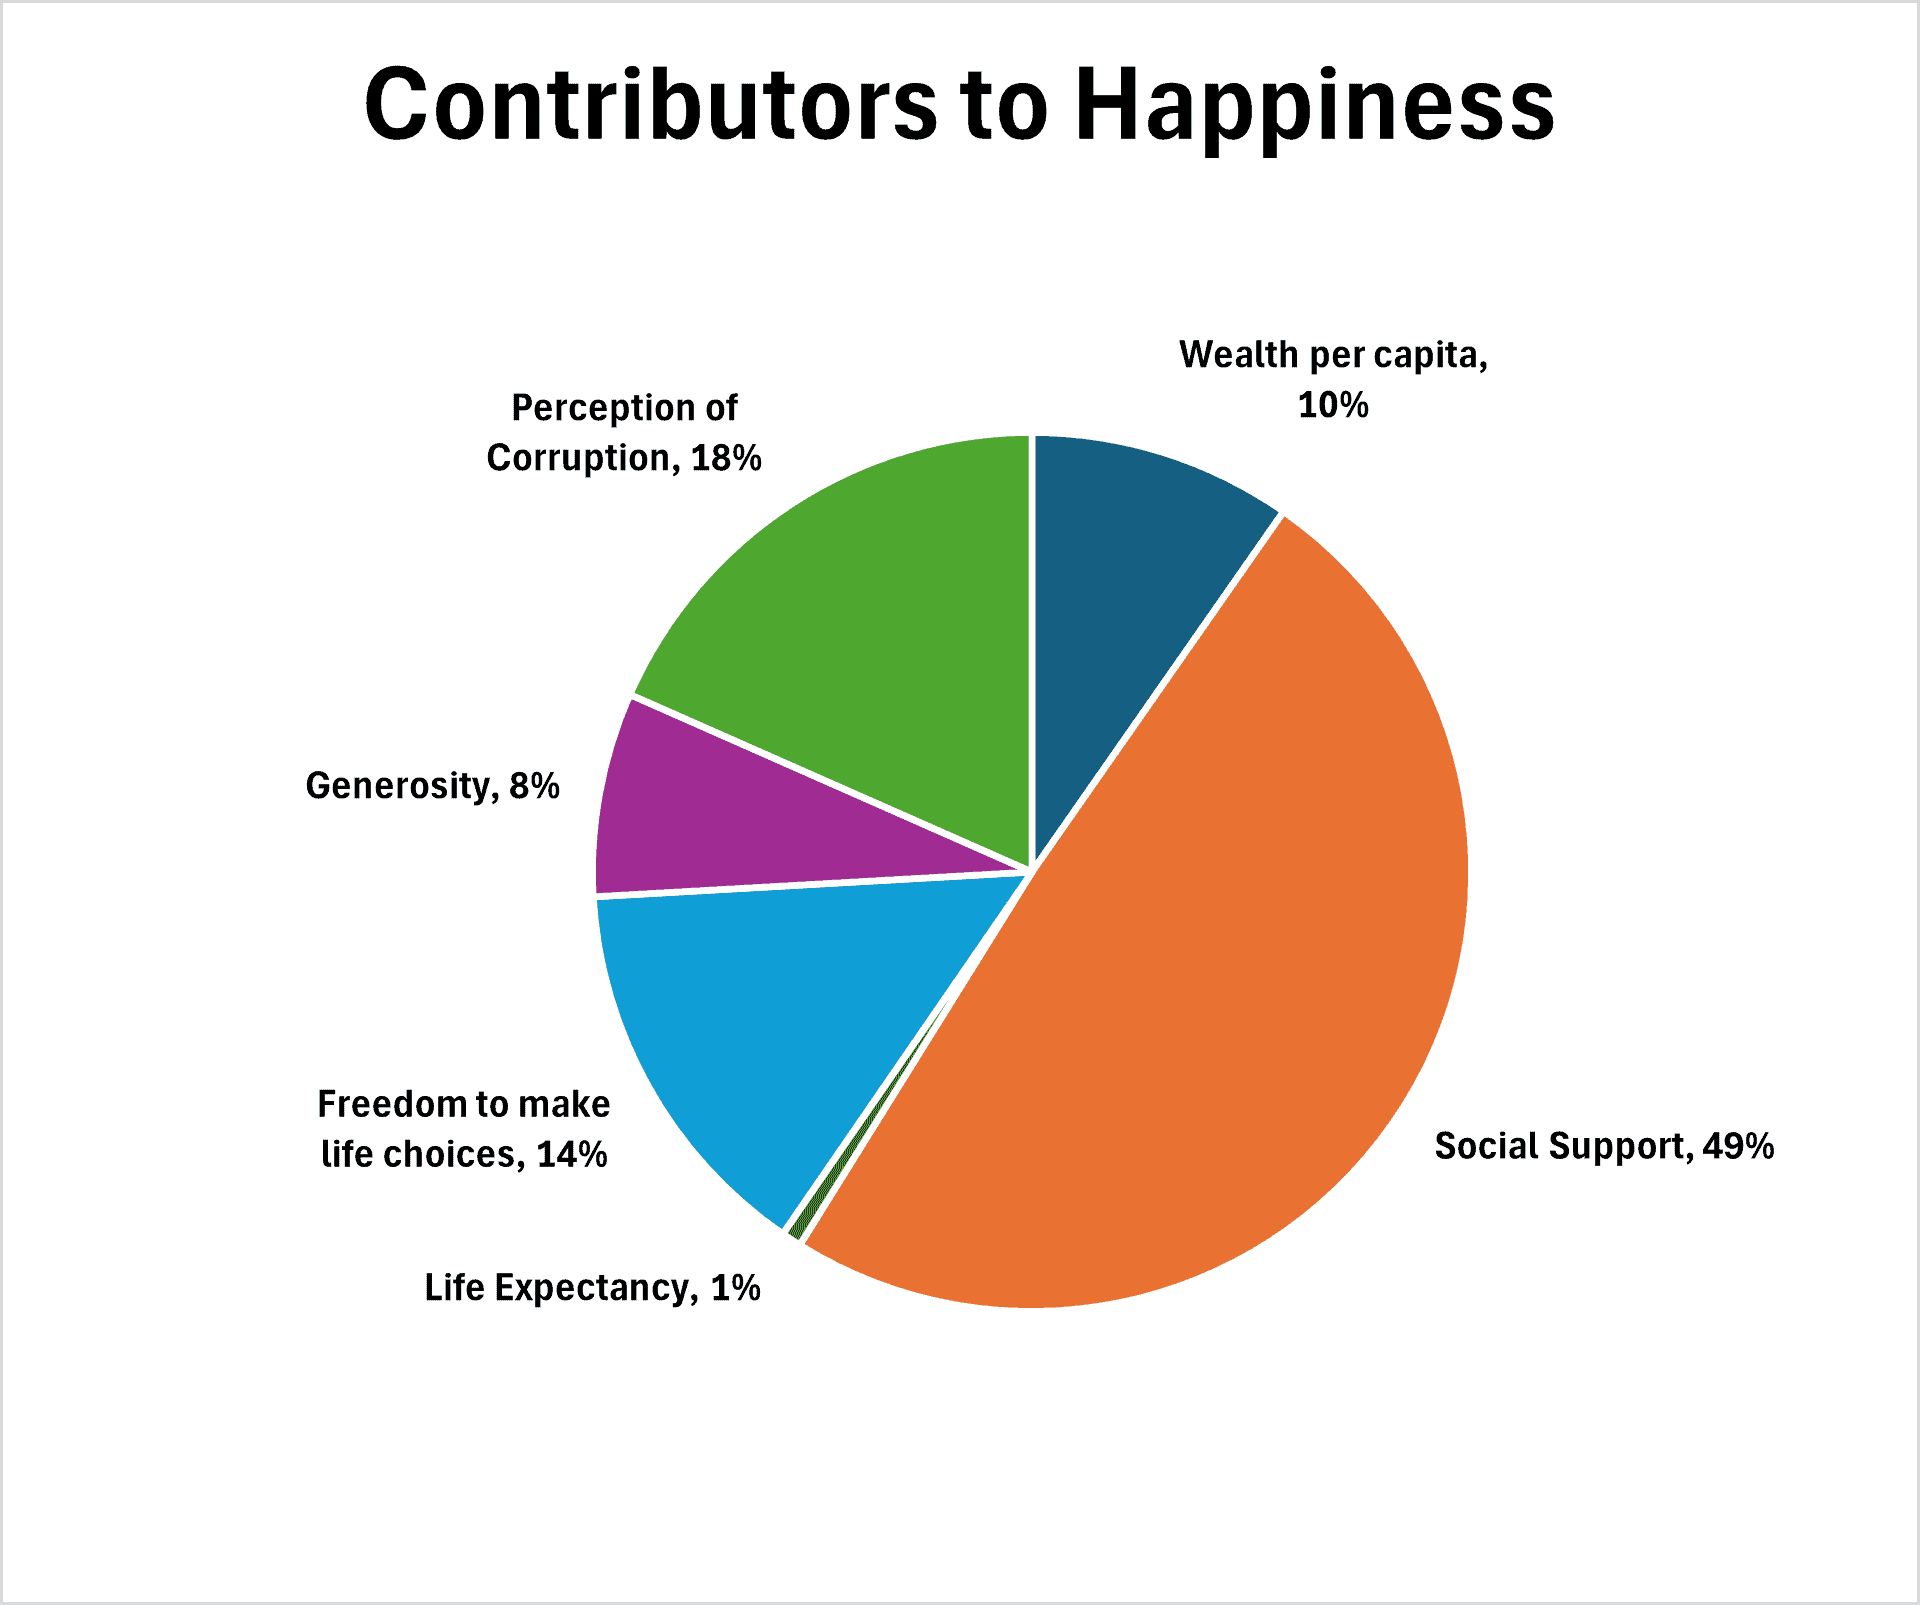 Contributors to Happiness
Wealth per capita,
10%
Perception of
Corruption, 18%
Generosity, 8%
Freedom to make
life choices, 14%
Social Support, 49%
Life Expectancy, 1%